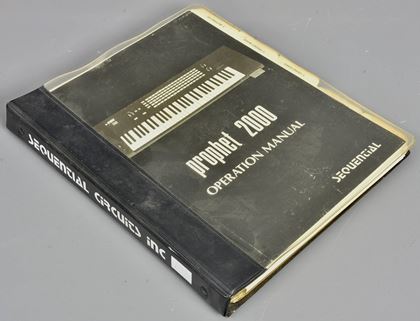 prophet 2000
OPERATION MANUAL
SEQUENTIAL
SEQUENTIAL CIRCUITS INC